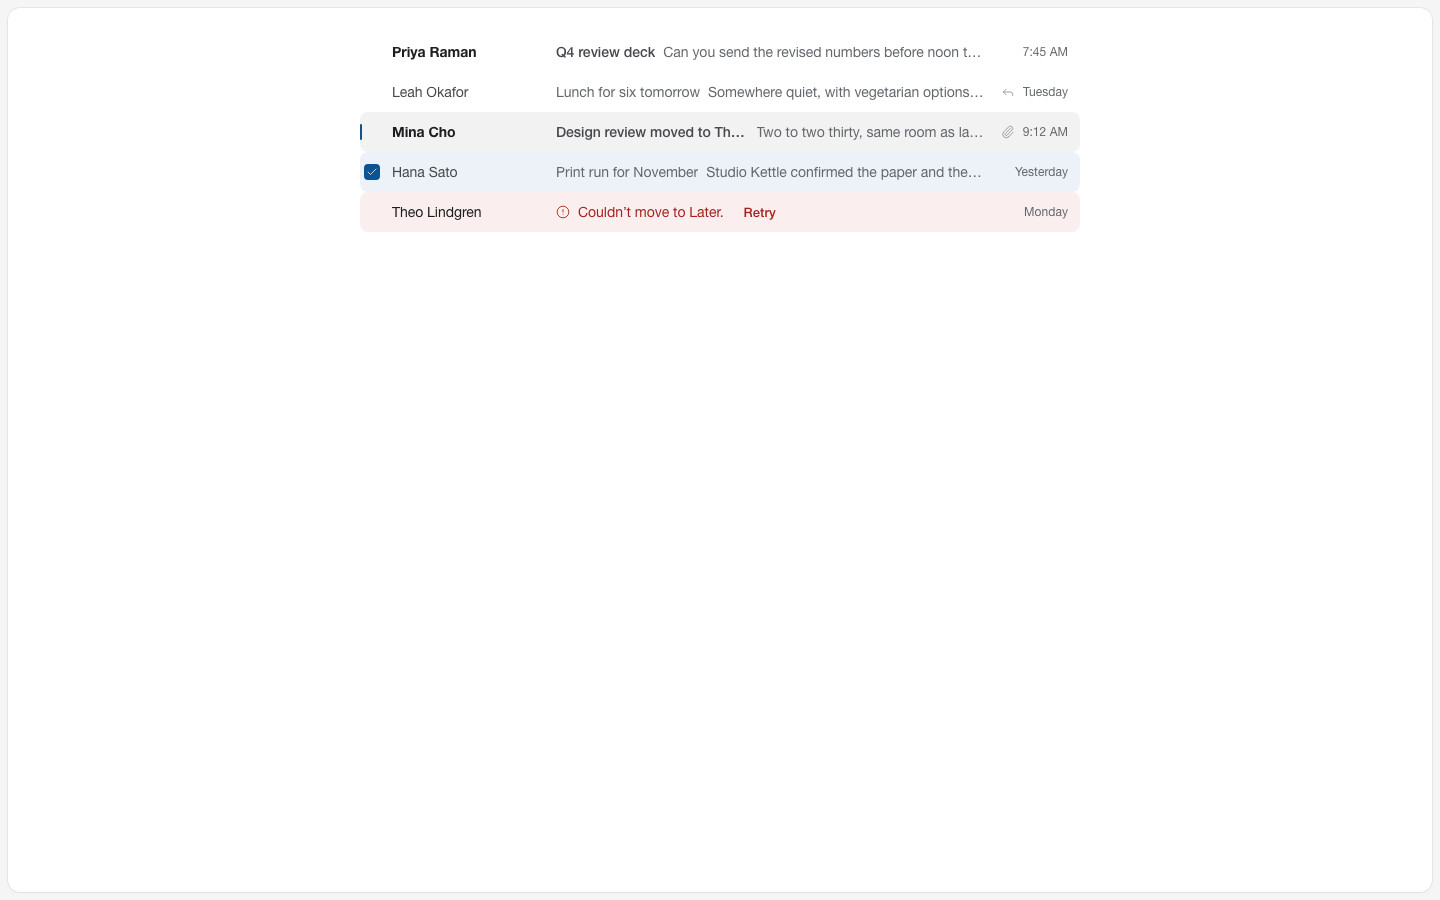 Priya Raman Q4 review deck Can you send the revised numbers before noon t… 7:45 AM
Leah Okafor Lunch for six tomorrow Somewhere quiet, with vegetarian options… Tuesday
Mina Cho Design review moved to Th… Two to two thirty, same room as la… 9:12 AM
Hana Sato Print run for November Studio Kettle confirmed the paper and the… Yesterday
Theo Lindgren Couldn’t move to Later. Retry Monday